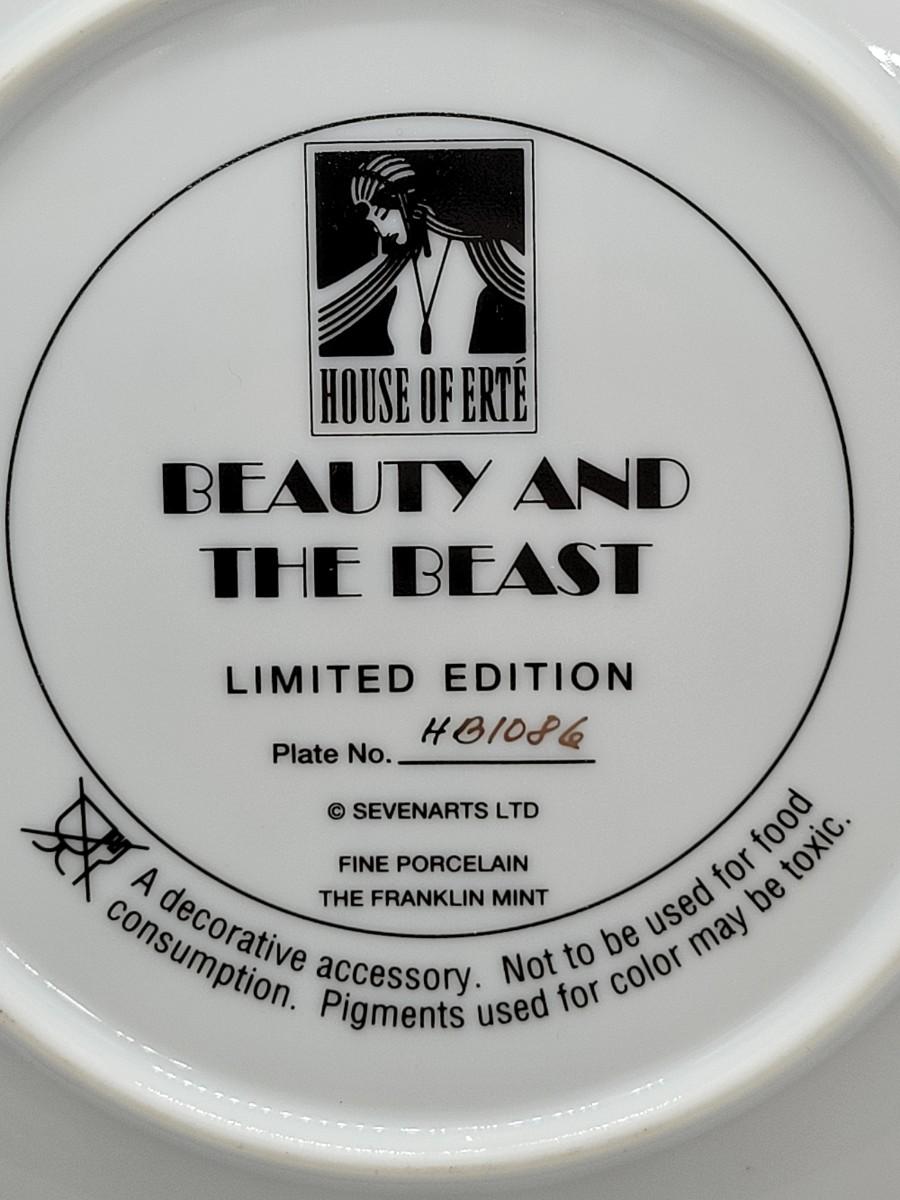 HOUSE OF ERTÉ
BEAUTY AND
THE BEAST
LIMITED EDITION
Plate No. HB1086
© SEVENARTS LTD
FINE PORCELAIN
THE FRANKLIN MINT
A decorative accessory. Not to be used for food
consumption. Pigments used for color may be toxic.